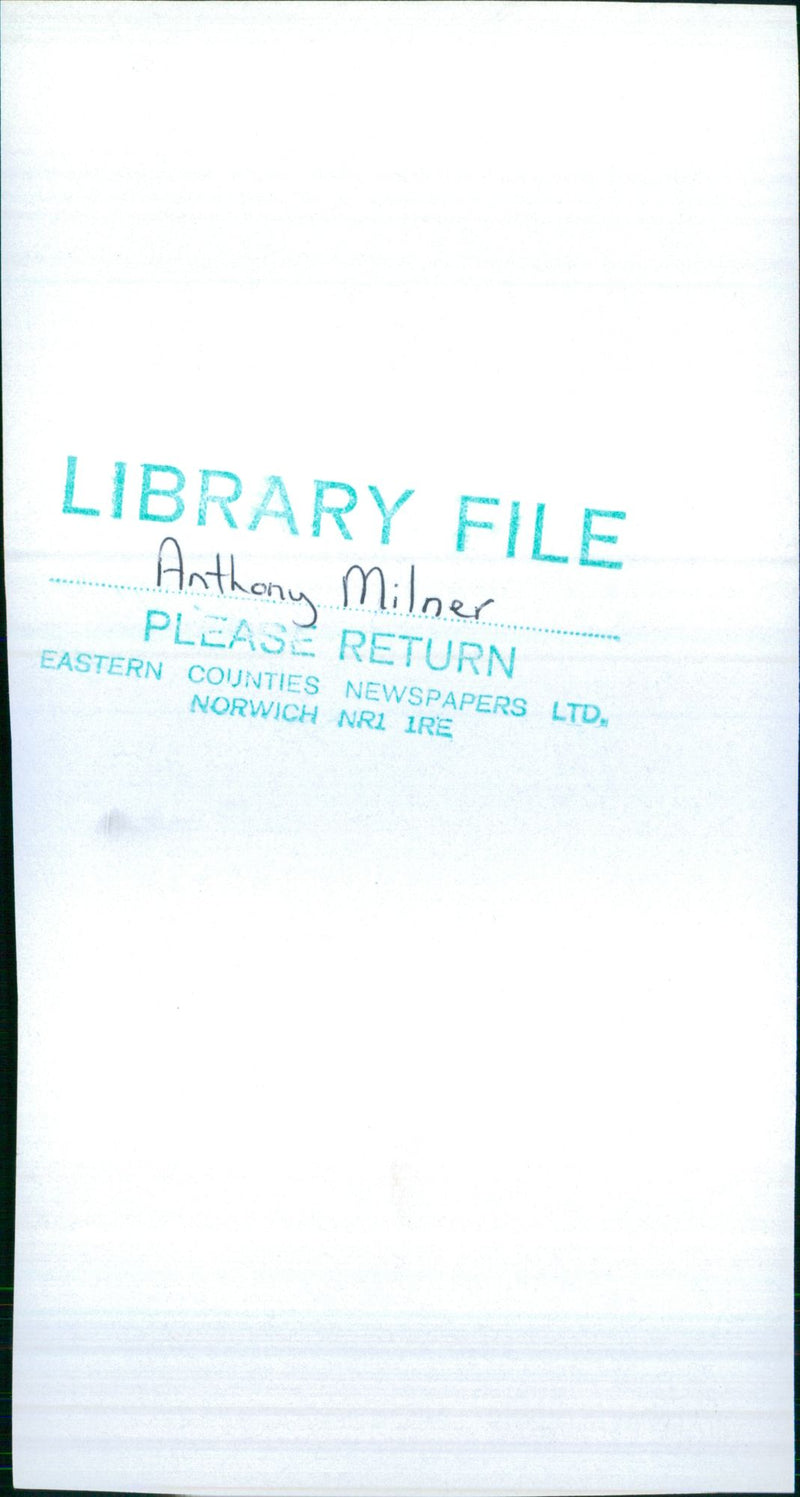 LIBRARY FILE
Anthony Milner
PLEASE RETURN
EASTERN COUNTIES NEWSPAPERS LTD.
NORWICH NR1 1RE